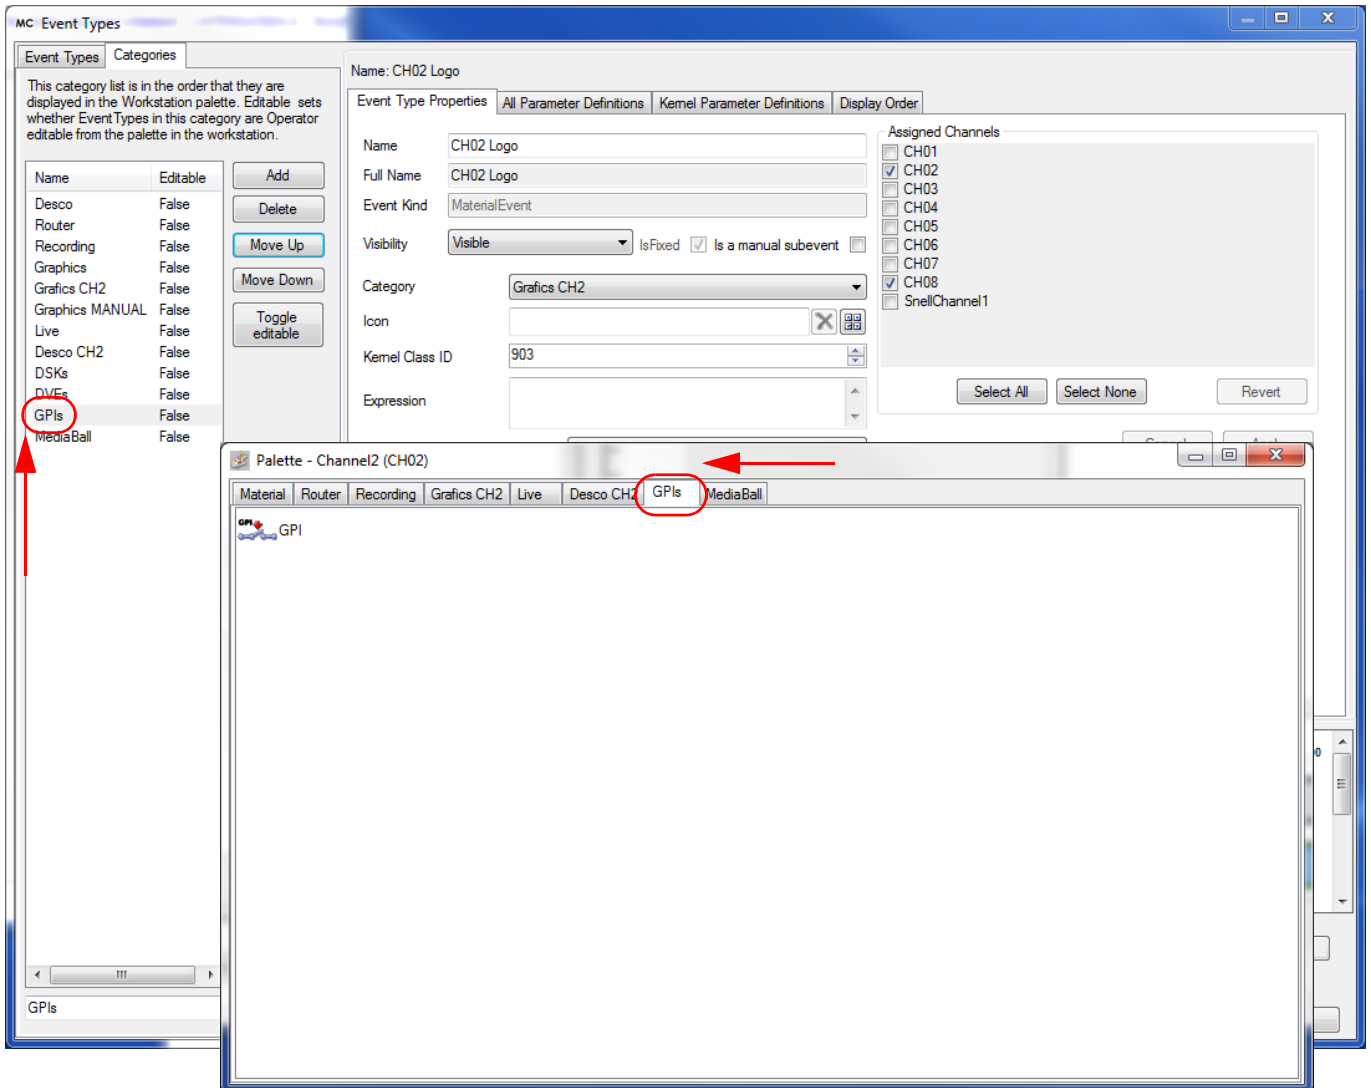 MC Event Types
Event Types Categories
This category list is in the order that they are
displayed in the Workstation palette. Editable sets
whether EventTypes in this category are Operator
editable from the palette in the workstation.
Name Editable
Desco False
Router False
Recording False
Graphics False
Grafics CH2 False
Graphics MANUAL False
Live False
Desco CH2 False
DSKs False
DVEs False
GPIs False
MediaBall False
Add
Delete
Move Up
Move Down
Toggle
editable
GPIs
Name: CH02 Logo
Event Type Properties All Parameter Definitions Kernel Parameter Definitions Display Order
Name CH02 Logo
Full Name CH02 Logo
Event Kind MaterialEvent
Visibility Visible IsFixed Is a manual subevent
Category Grafics CH2
Icon
Kernel Class ID 903
Expression
Assigned Channels
CH01
CH02
CH03
CH04
CH05
CH06
CH07
CH08
SnellChannel1
Select All Select None Revert
Palette - Channel2 (CH02)
Material Router Recording Grafics CH2 Live Desco CH2 GPIs MediaBall
GPI GPI